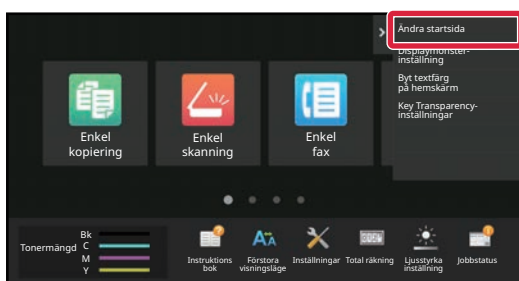 Ändra startsida
Displaymönster-
inställning
Byt textfärg
på hemskärm
Key Transparency-
inställningar
Enkel
kopiering
Enkel
skanning
Enkel
fax
Tonermängd
Bk
C
M
Y
Instruktions
bok
Förstora
visningsläge
Inställningar
Total räkning
Ljusstyrka
inställning
Jobbstatus